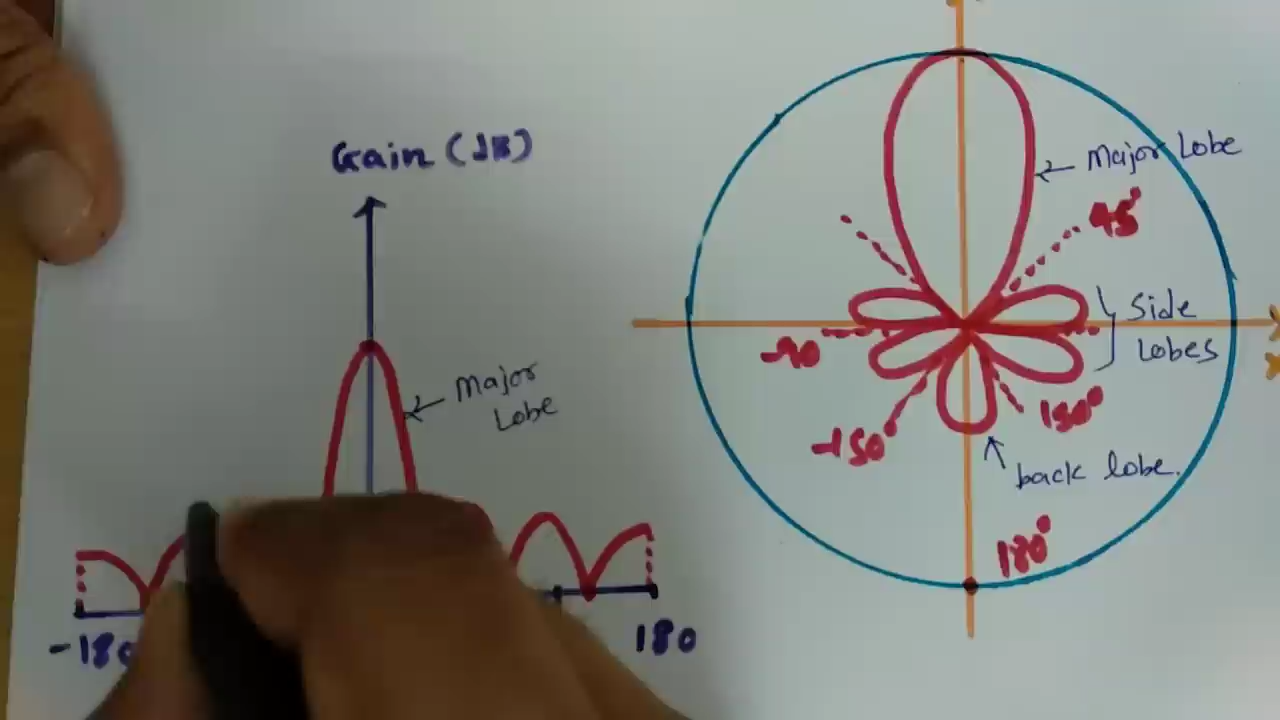 Gain (dB)
Major
Lobe
-180
180
Major Lobe
45°
Side
Lobes
-90
150°
-150°
back lobe.
180°